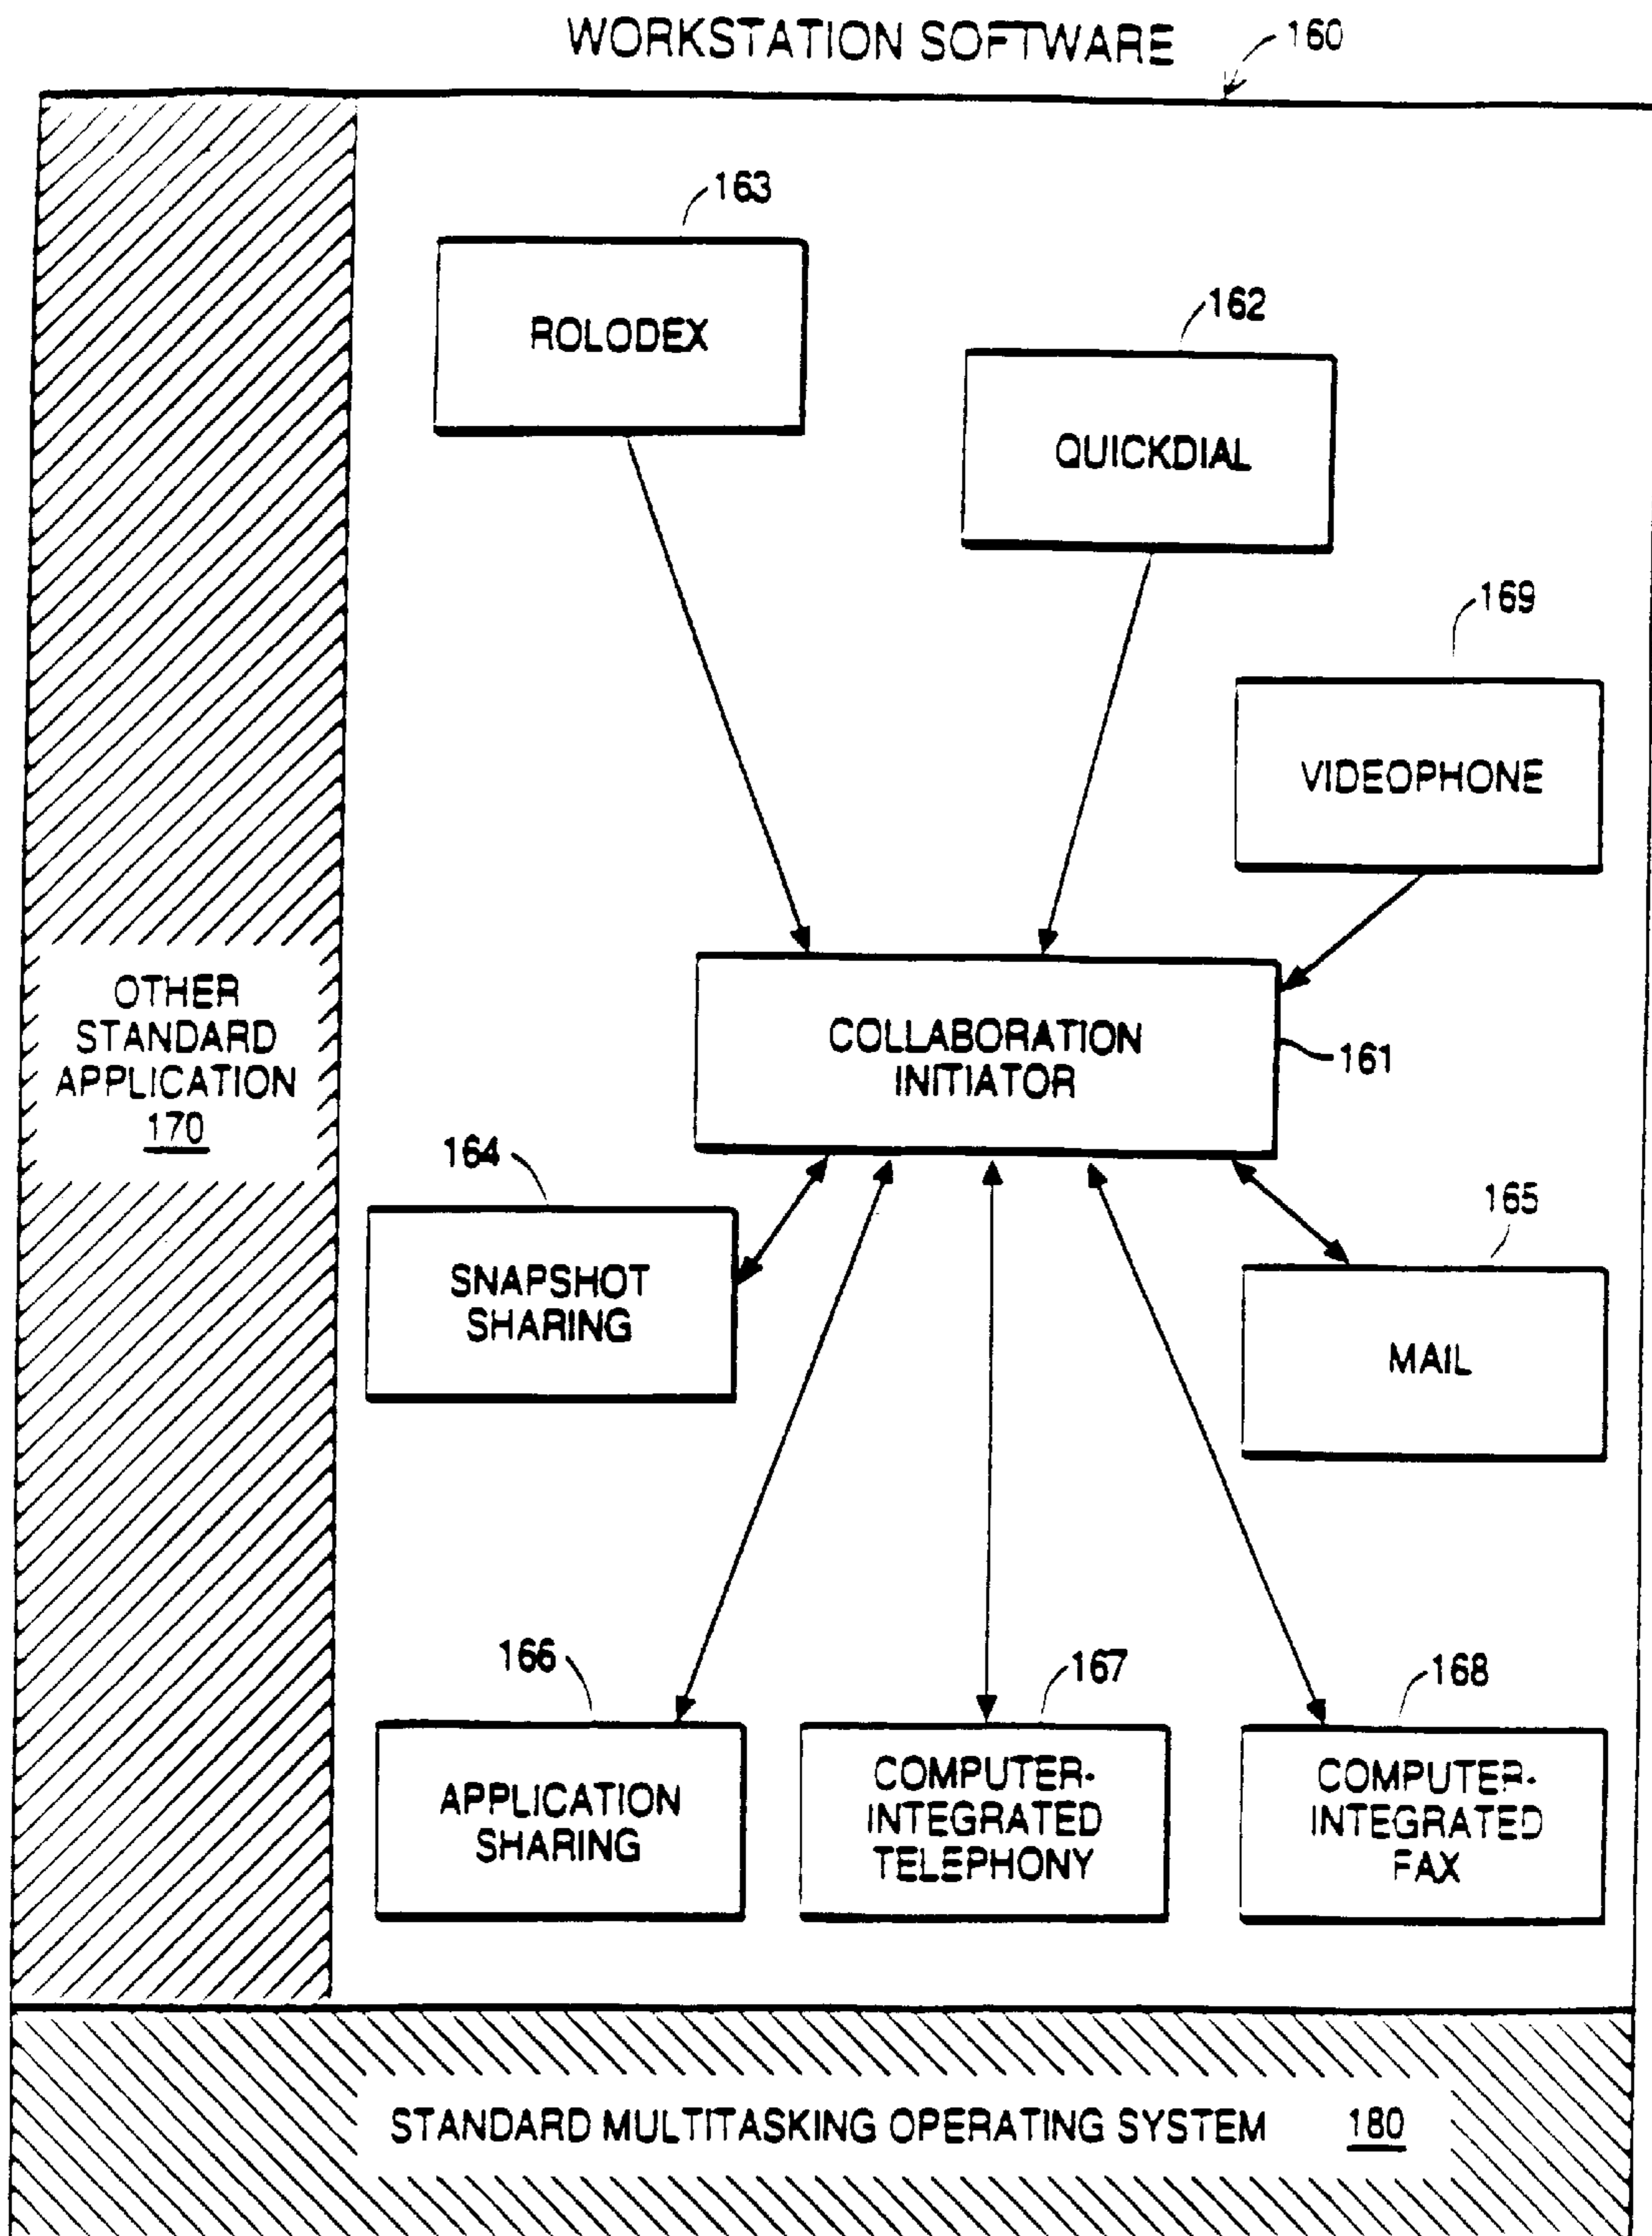 WORKSTATION SOFTWARE
160
163
ROLODEX
162
QUICKDIAL
169
VIDEOPHONE
COLLABORATION
INITIATOR
161
OTHER
STANDARD
APPLICATION
170
164
SNAPSHOT
SHARING
165
MAIL
166
APPLICATION
SHARING
167
COMPUTER-
INTEGRATED
TELEPHONY
168
COMPUTER-
INTEGRATED
FAX
STANDARD MULTITASKING OPERATING SYSTEM 180